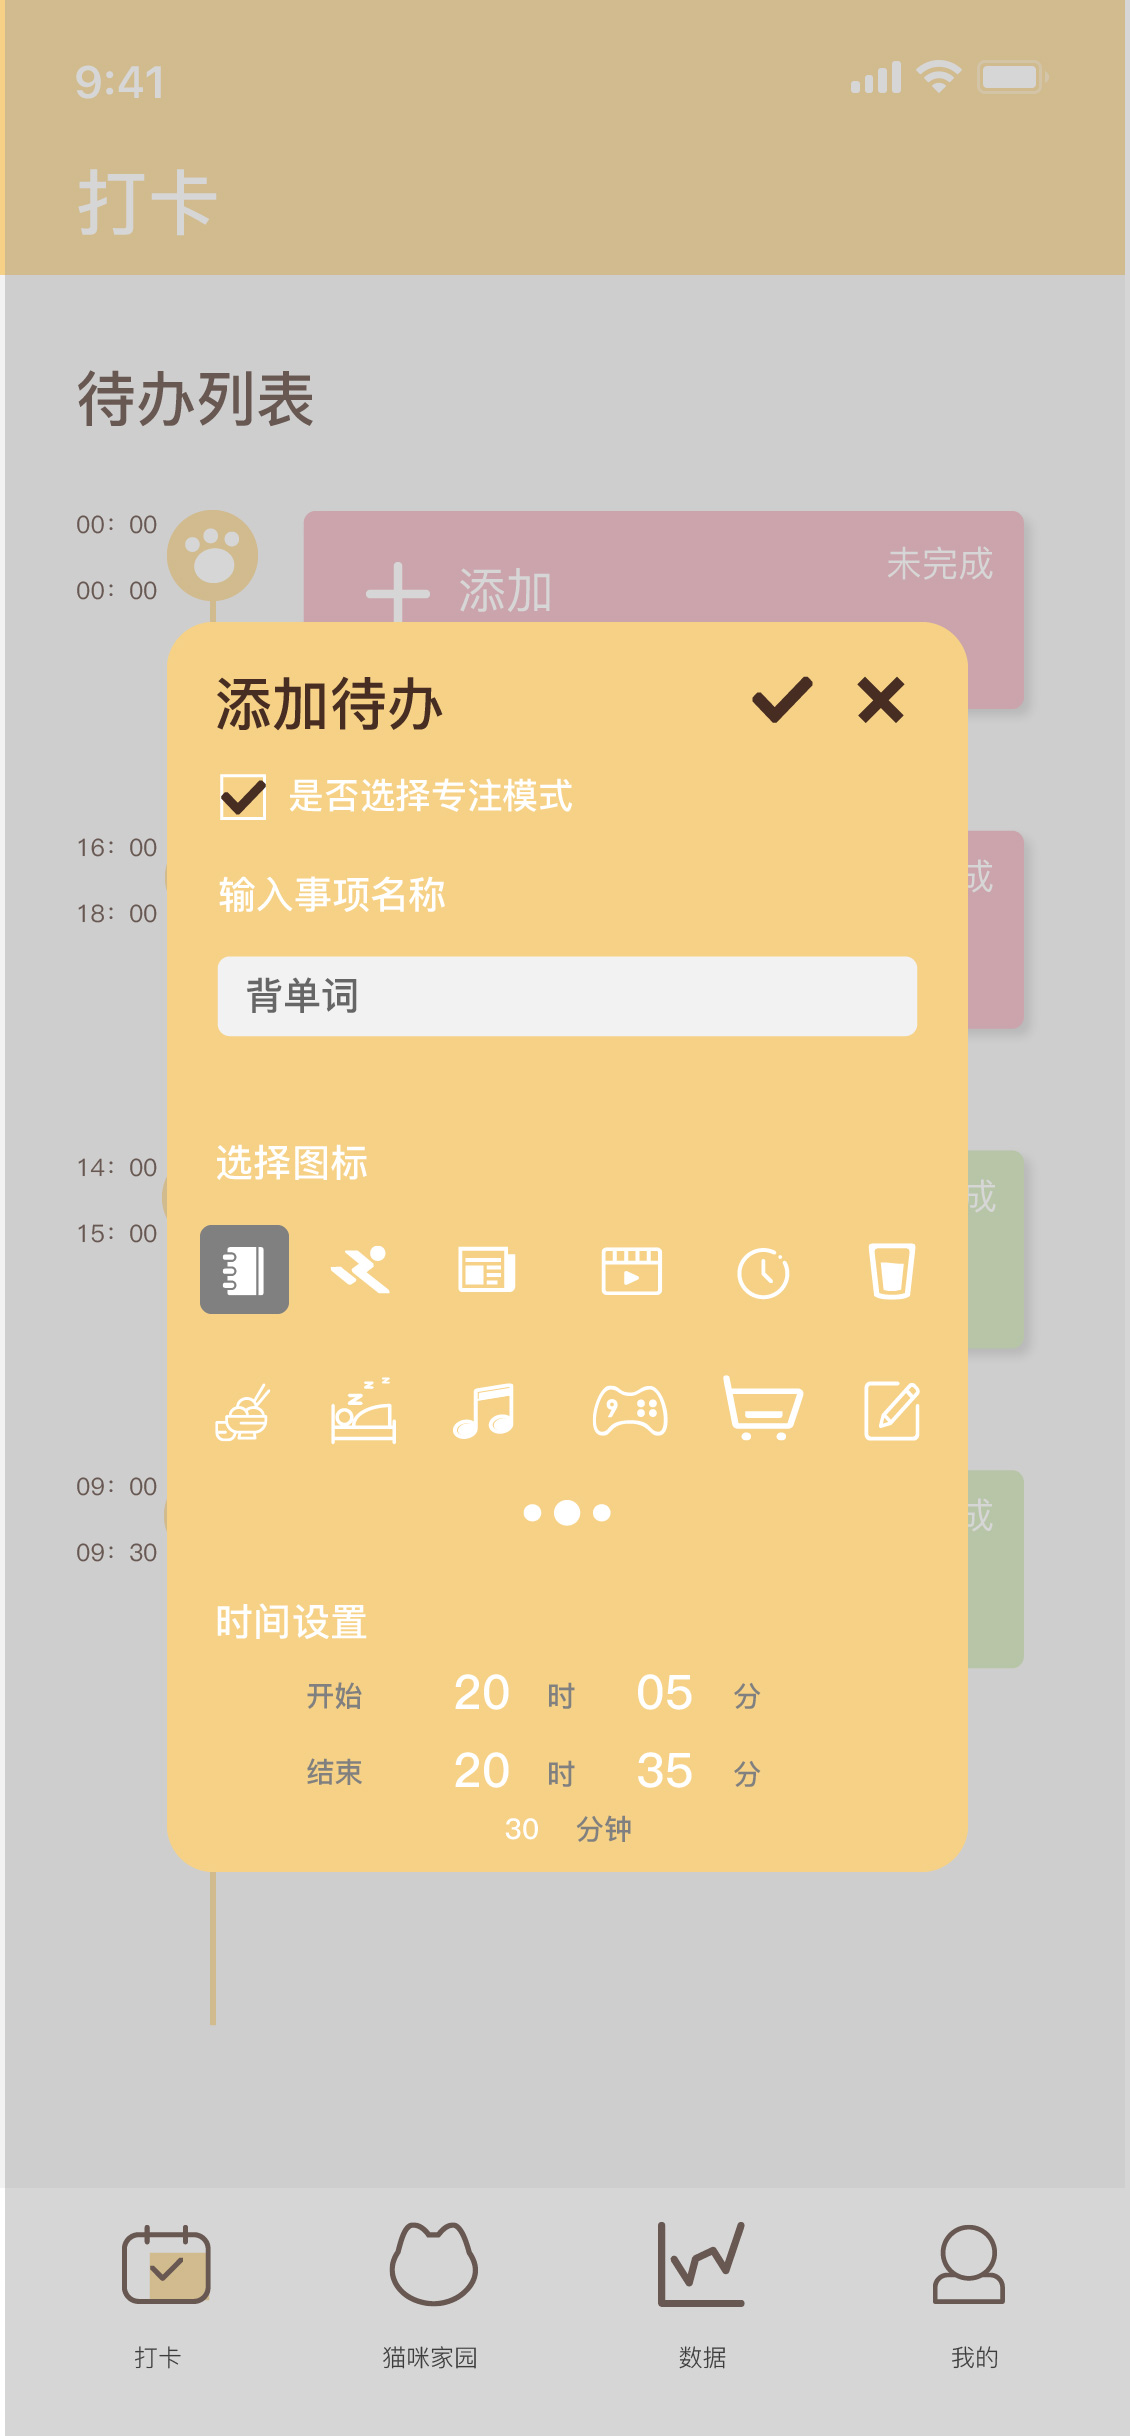 9:41
打卡
待办列表
00: 00
00: 00
添加
未完成
添加待办
是否选择专注模式
16: 00
成
18: 00
输入事项名称
背单词
14: 00
成
15: 00
选择图标
09: 00
成
09: 30
时间设置
开始 20 时 05 分
结束 20 时 35 分
30 分钟
打卡 猫咪家园 数据 我的